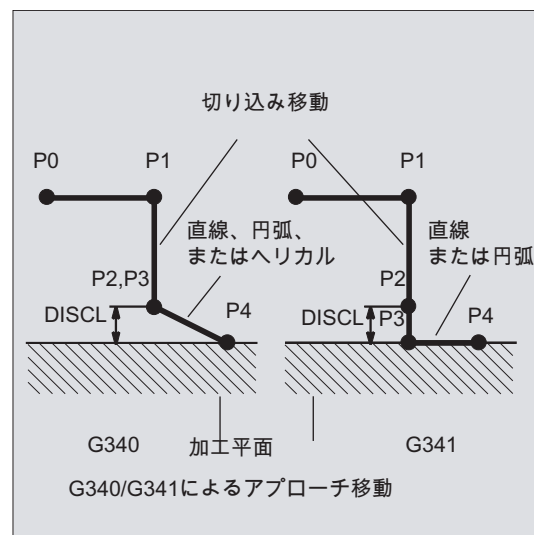 切り込み移動
P0
P1
P0
P1
直線、円弧、
またはヘリカル
直線
または円弧
P2,P3
P2
DISCL
P4
DISCL
P3
P4
G340
加工平面
G341
G340/G341によるアプローチ移動